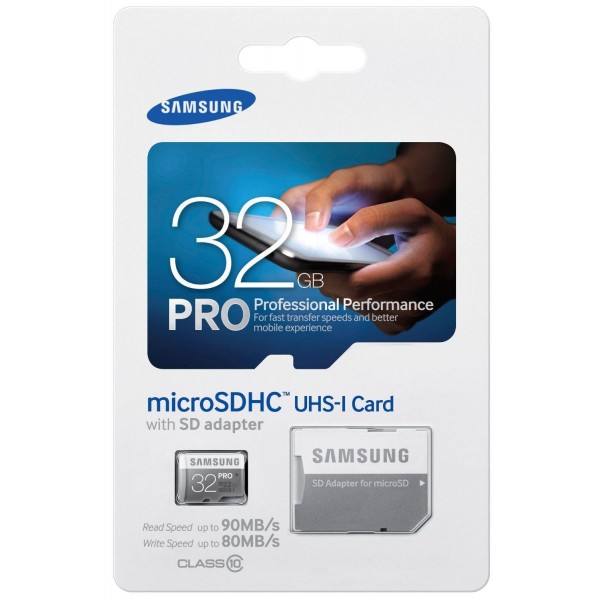 SAMSUNG
32GB
PRO
Professional Performance
For fast transfer speeds and better
mobile experience
microSDHC™ UHS-I Card
with SD adapter
SAMSUNG
32 PRO
SAMSUNG
SD Adapter for microSD
Read Speed up to 90MB/s
Write Speed up to 80MB/s
CLASS 10